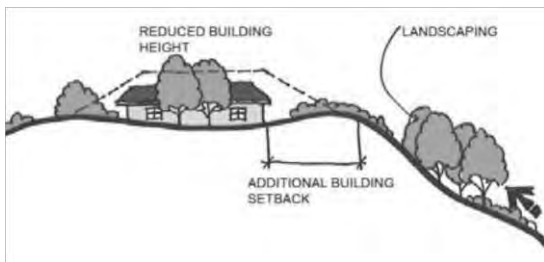 REDUCED BUILDING
HEIGHT
LANDSCAPING
ADDITIONAL BUILDING
SETBACK